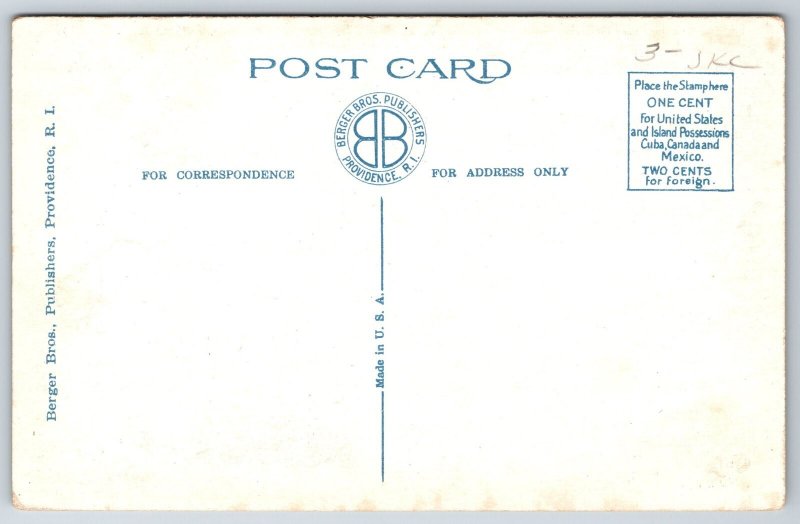 3- JKC
POST CARD
Place the Stamp here
ONE CENT
For United States
and Island Possessions
Cuba, Canada and
Mexico.
TWO CENTS
for foreign.
BERGER BROS. PUBLISHERS
BB
PROVIDENCE, R. I.
FOR CORRESPONDENCE
FOR ADDRESS ONLY
Berger Bros., Publishers, Providence, R. I.
Made in U. S. A.